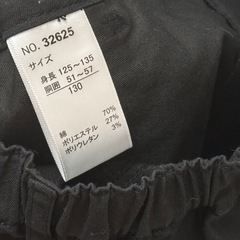 NO. 32625
サイズ
身長 125～135
胴囲 51～57
130
綿 70%
ポリエステル 27%
ポリウレタン 3%